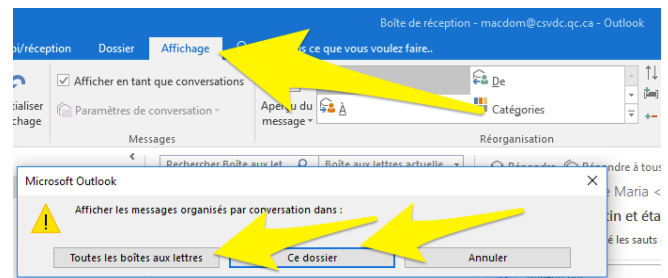 Boîte de réception - macdom@csvdc.qc.ca - Outlook
oi/réception Dossier Affichage ce que vous voulez faire..
Afficher en tant que conversations
De
Paramètres de conversation
Aperçu du
message
À
Catégories
Messages Réorganisation
Rechercher Boîte aux let Boîte aux lettres actuelle Répondre Répondre à tous
Microsoft Outlook
Maria <
Afficher les messages organisés par conversation dans :
tin et éta
é les sauts
Toutes les boîtes aux lettres Ce dossier Annuler